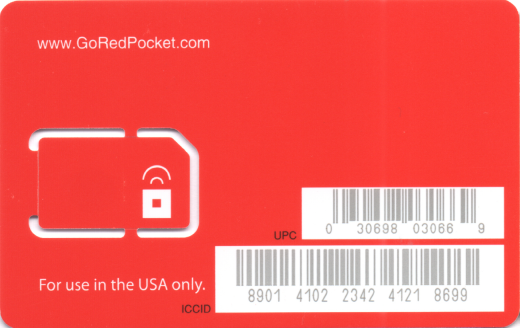 www.GoRedPocket.com
UPC
0 30698 03066 9
For use in the USA only.
ICCID
8901 4102 2342 4121 8699